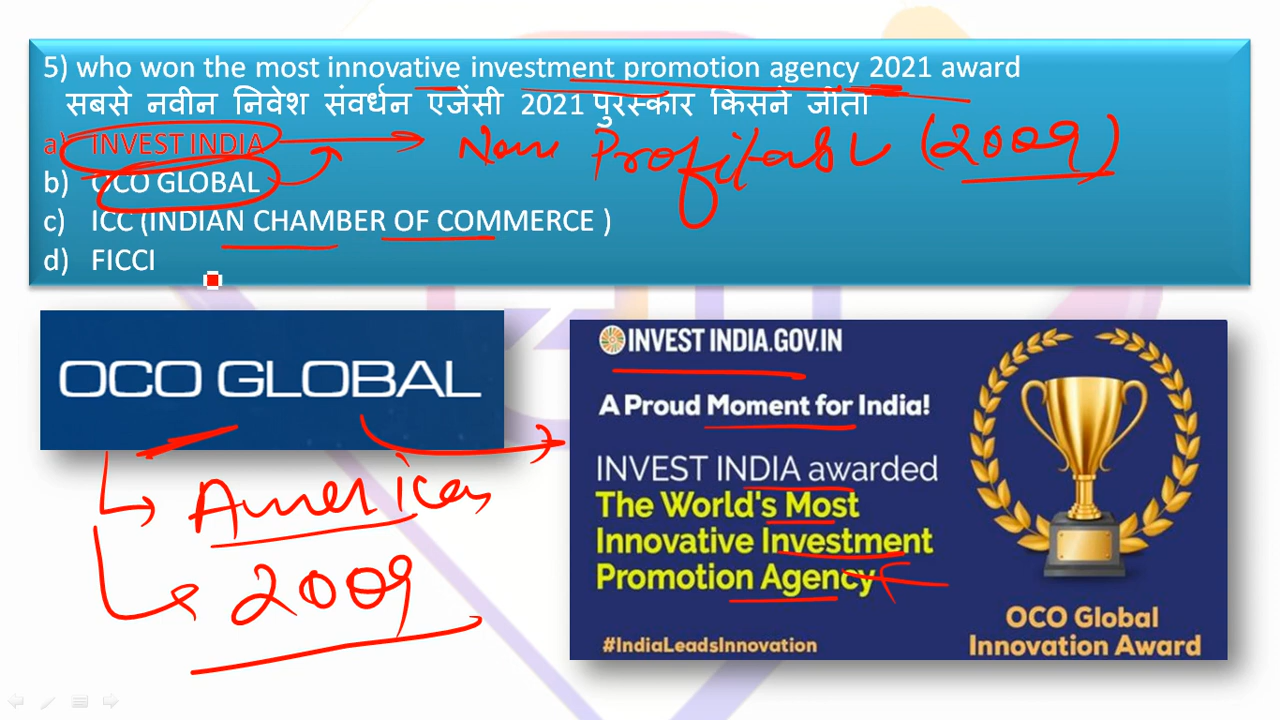 5) who won the most innovative investment promotion agency 2021 award
सबसे नवीन निवेश संवर्धन एजेंसी 2021 पुरस्कार किसने जीता
a) INVEST INDIA
Non Profitabl (2009)
b) OCO GLOBAL
c) ICC (INDIAN CHAMBER OF COMMERCE )
d) FICCI
OCO GLOBAL
American
2009
INVEST INDIA.GOV.IN
A Proud Moment for India!
INVEST INDIA awarded
The World's Most
Innovative Investment
Promotion Agency
OCO Global
Innovation Award
#IndiaLeadsInnovation